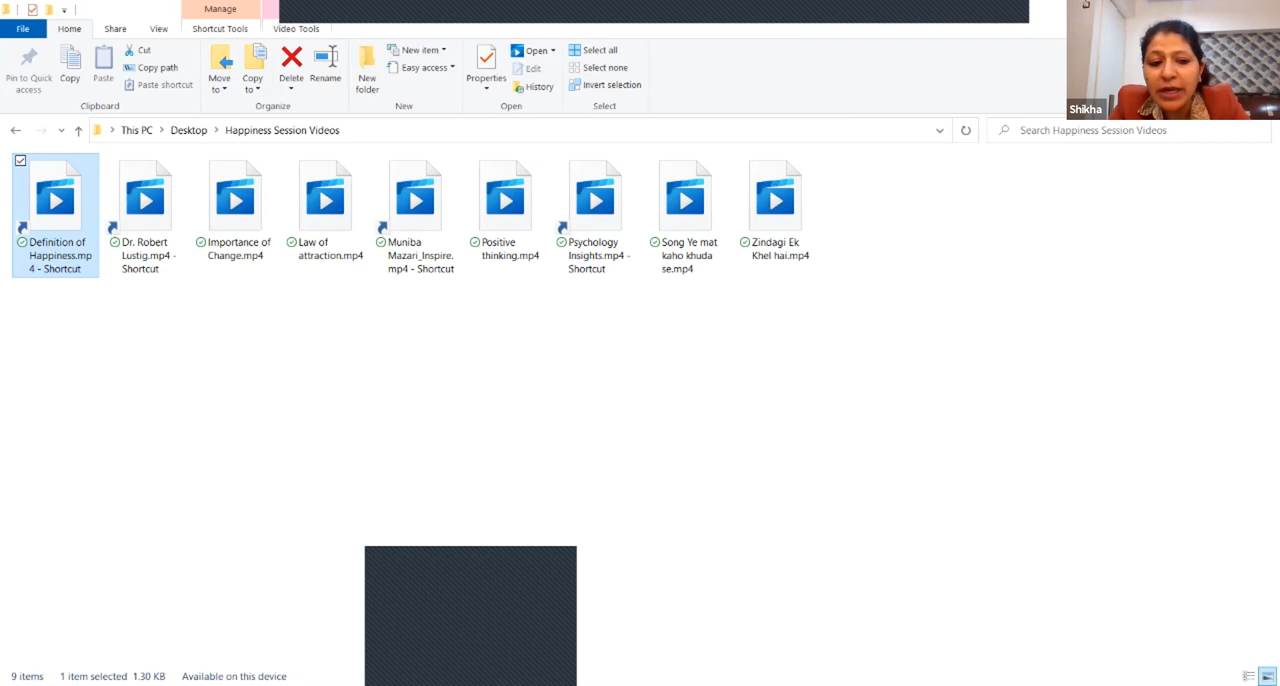 Manage
File
Home
Share
View
Shortcut Tools
Video Tools
Pin to Quick
access
Copy
Paste
Cut
Copy path
Paste shortcut
Clipboard
Move
to
Copy
to
Delete
Rename
Organize
New
folder
New item
Easy access
New
Properties
Open
Edit
History
Open
Select all
Select none
Invert selection
Select
Shikha
This PC
Desktop
Happiness Session Videos
Search Happiness Session Videos
Definition of
Happiness.mp
4 - Shortcut
Dr. Robert
Lustig.mp4 -
Shortcut
Importance of
Change.mp4
Law of
attraction.mp4
Muniba
Mazari_Inspire.
mp4 - Shortcut
Positive
thinking.mp4
Psychology
Insights.mp4 -
Shortcut
Song Ye mat
kaho khuda
se.mp4
Zindagi Ek
Khel hai.mp4
9 items
1 item selected 1.30 KB
Available on this device